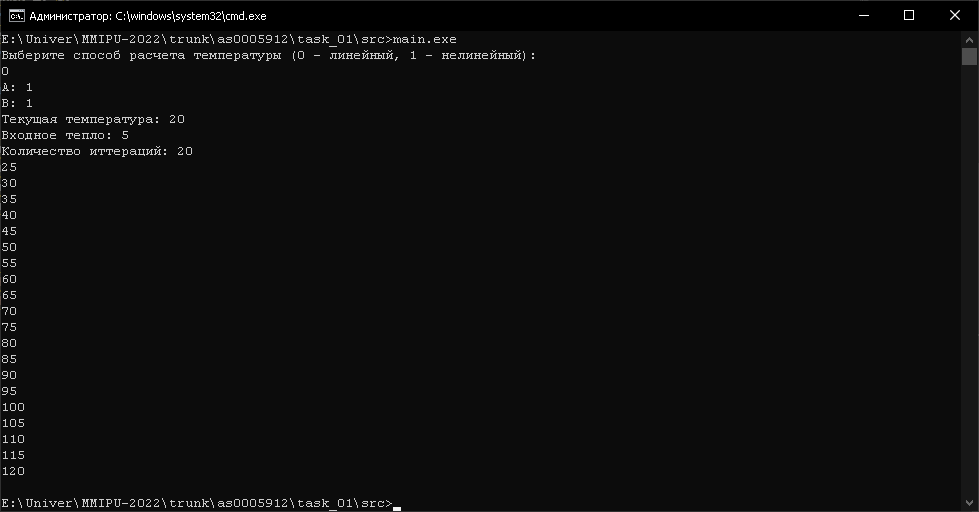 Администратор: C:\windows\system32\cmd.exe
E:\Univer\MMIPU-2022\trunk\as0005912\task_01\src>main.exe
Выберите способ расчета температуры (0 - линейный, 1 - нелинейный):
0
A: 1
B: 1
Текущая температура: 20
Входное тепло: 5
Количество иттераций: 20
25
30
35
40
45
50
55
60
65
70
75
80
85
90
95
100
105
110
115
120
E:\Univer\MMIPU-2022\trunk\as0005912\task_01\src>